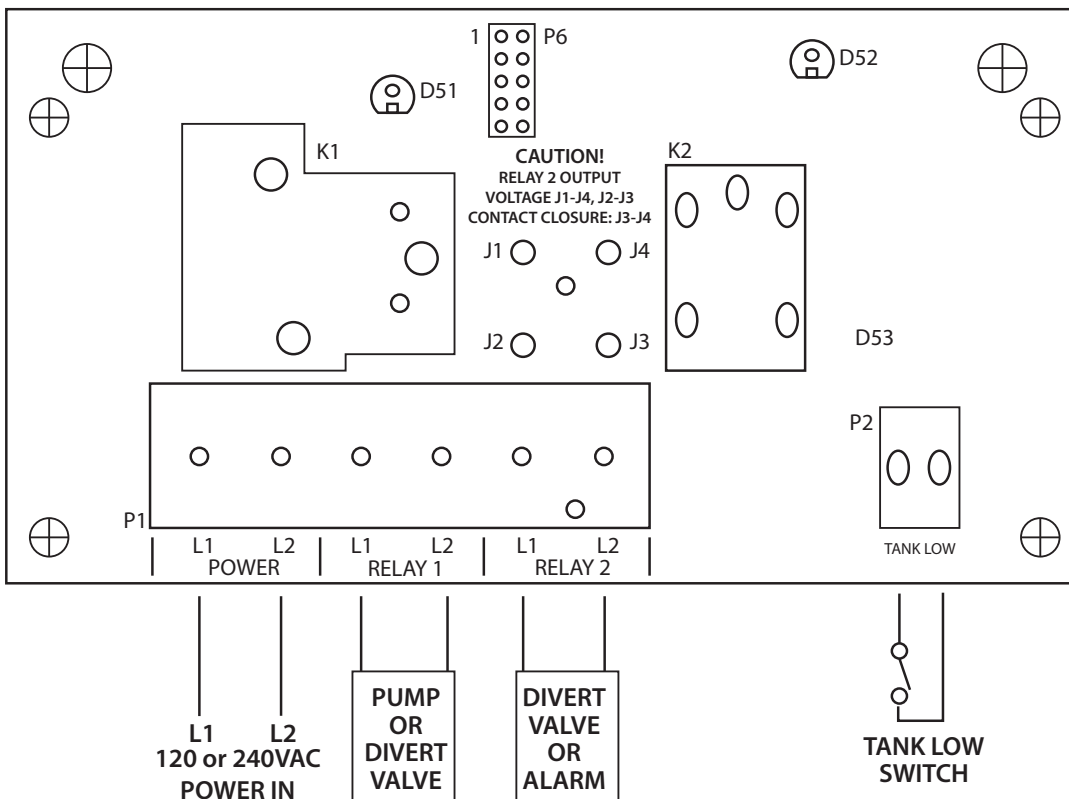 1 P6
D51
D52
K1
CAUTION!
RELAY 2 OUTPUT
VOLTAGE J1-J4, J2-J3
CONTACT CLOSURE: J3-J4
K2
J1 J4
J2 J3
D53
P2
P1
L1 L2 L1 L2 L1 L2
POWER RELAY 1 RELAY 2
TANK LOW
L1 L2
120 or 240VAC
POWER IN
PUMP
OR
DIVERT
VALVE
DIVERT
VALVE
OR
ALARM
TANK LOW
SWITCH